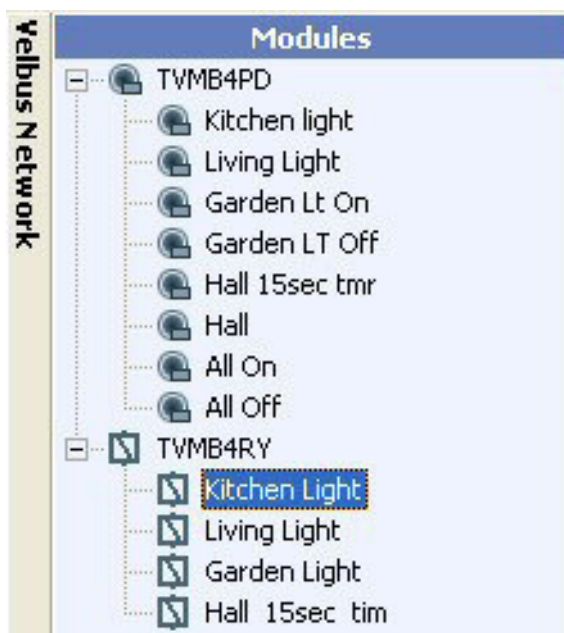 Velbus Network
Modules
TVMB4PD
Kitchen light
Living Light
Garden Lt On
Garden LT Off
Hall 15sec tmr
Hall
All On
All Off
TVMB4RY
Kitchen Light
Living Light
Garden Light
Hall 15sec tim